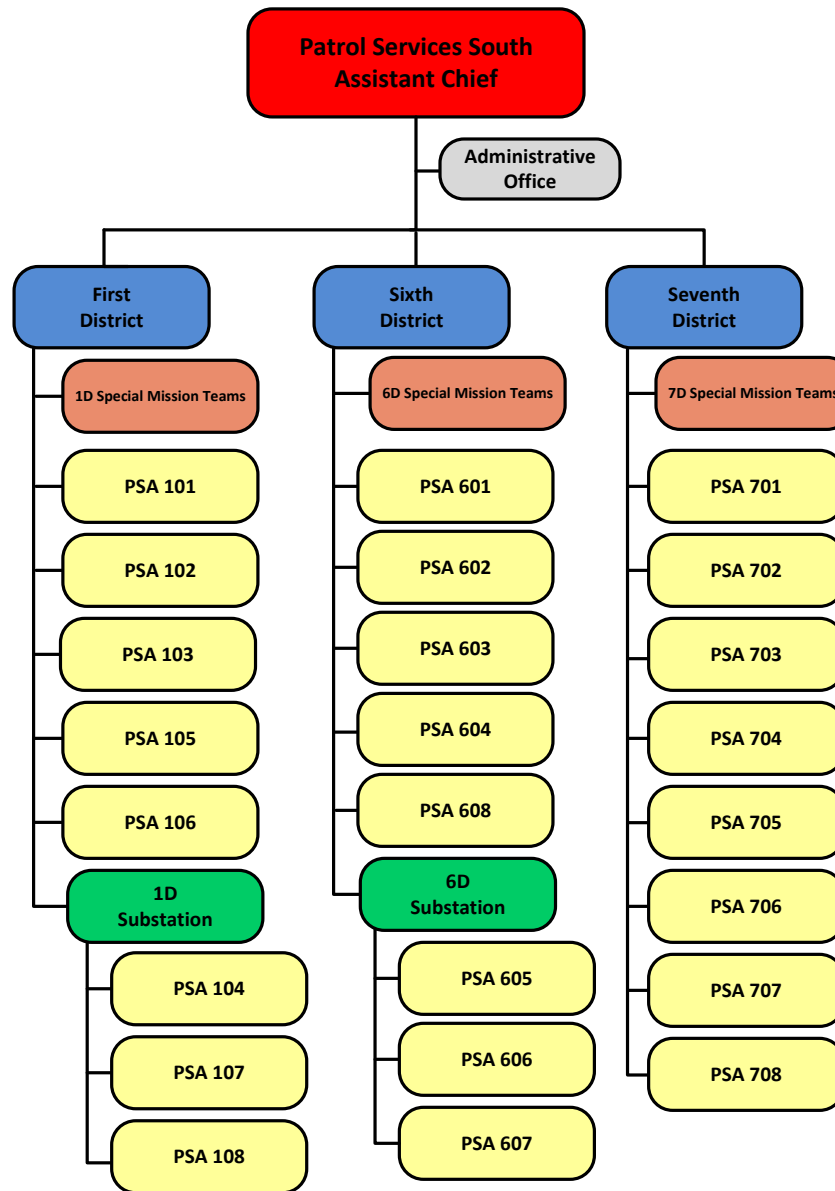 Patrol Services South
Assistant Chief
Administrative
Office
First
District
1D Special Mission Teams
PSA 101
PSA 102
PSA 103
PSA 105
PSA 106
1D
Substation
PSA 104
PSA 107
PSA 108
Sixth
District
6D Special Mission Teams
PSA 601
PSA 602
PSA 603
PSA 604
PSA 608
6D
Substation
PSA 605
PSA 606
PSA 607
Seventh
District
7D Special Mission Teams
PSA 701
PSA 702
PSA 703
PSA 704
PSA 705
PSA 706
PSA 707
PSA 708